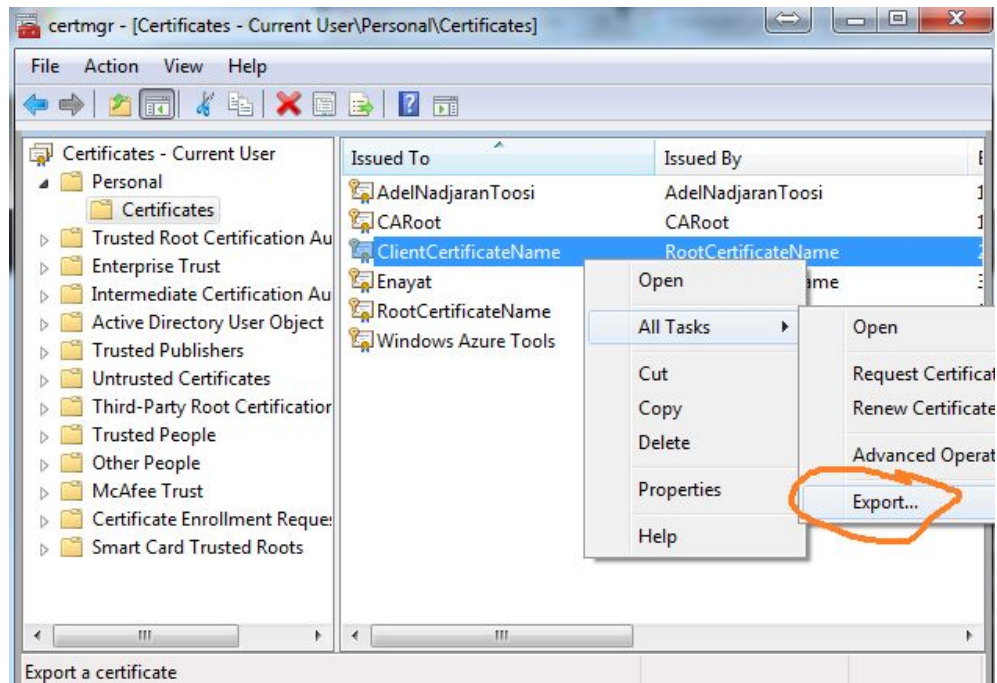 certmgr - [Certificates - Current User\Personal\Certificates]
File Action View Help
Certificates - Current User
Personal
Certificates
Trusted Root Certification Au
Enterprise Trust
Intermediate Certification Au
Active Directory User Object
Trusted Publishers
Untrusted Certificates
Third-Party Root Certification
Trusted People
Other People
McAfee Trust
Certificate Enrollment Reques
Smart Card Trusted Roots
Issued To Issued By
AdelNadjaranToosi AdelNadjaranToosi
CARoot CARoot
ClientCertificateName RootCertificateName
Enayat ame
RootCertificateName
Windows Azure Tools
Open
All Tasks
Cut
Copy
Delete
Properties
Help
Open
Request Certificat
Renew Certificate
Advanced Operat
Export...
Export a certificate